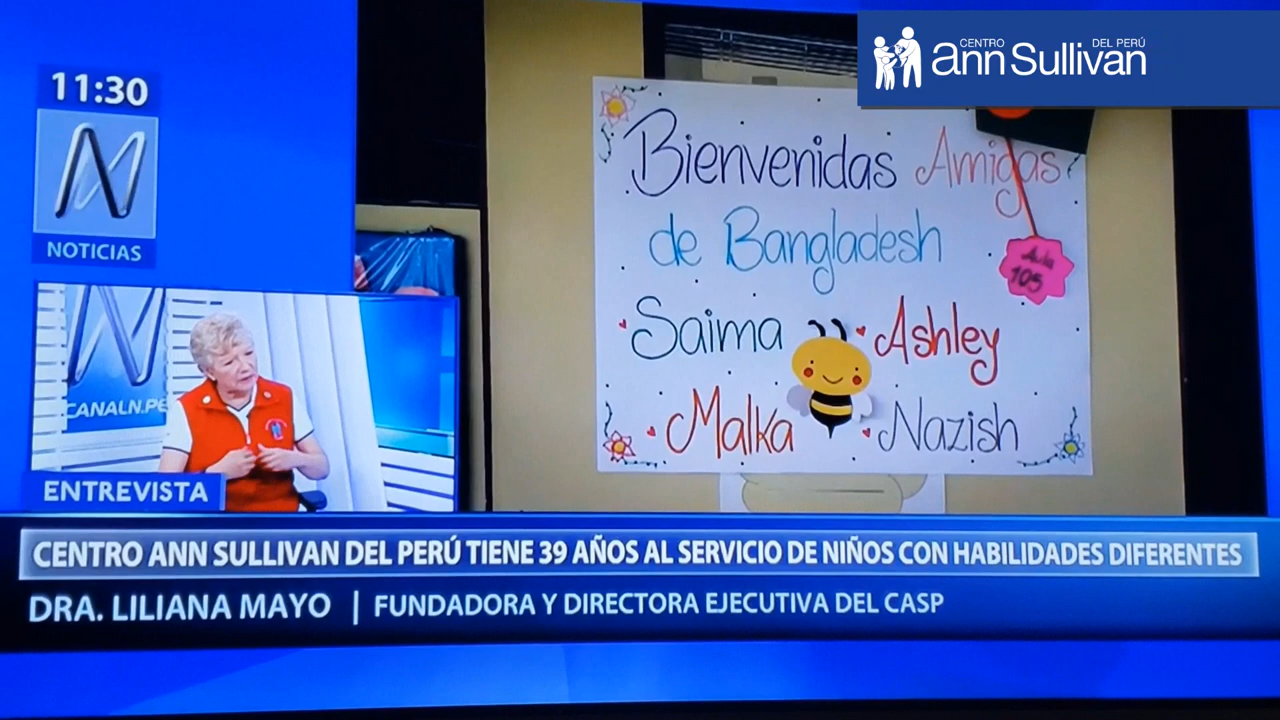 11:30
NOTICIAS
CANALN.PE
ENTREVISTA
CENTRO DEL PERÚ
ann Sullivan
Bienvenidas Amigas
de Bangladesh
Saima Ashley
Malka Nazish
Aula
105
CENTRO ANN SULLIVAN DEL PERÚ TIENE 39 AÑOS AL SERVICIO DE NIÑOS CON HABILIDADES DIFERENTES
DRA. LILIANA MAYO | FUNDADORA Y DIRECTORA EJECUTIVA DEL CASP